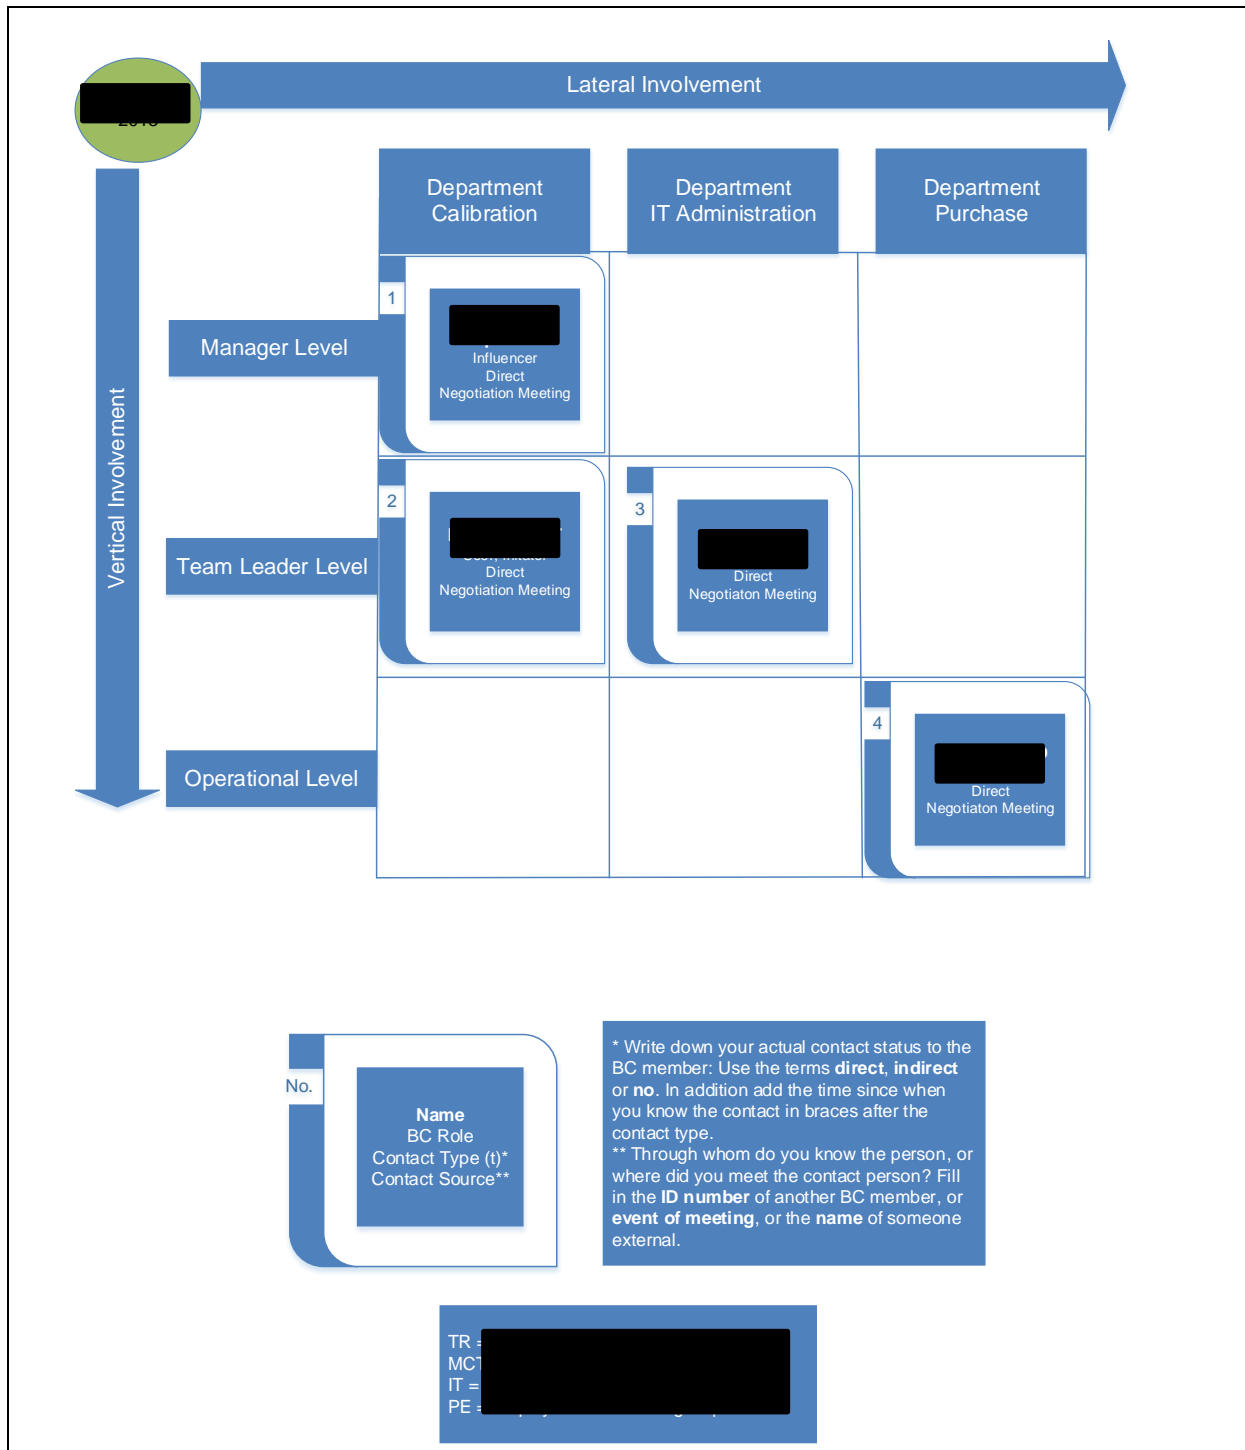 Lateral Involvement
Vertical Involvement
Department
Calibration
Department
IT Administration
Department
Purchase
Manager Level
1
Influencer
Direct
Negotiation Meeting
Team Leader Level
2
Direct
Negotiation Meeting
3
Direct
Negotiaton Meeting
Operational Level
4
Direct
Negotiaton Meeting
No.
Name
BC Role
Contact Type (t)*
Contact Source**
* Write down your actual contact status to the
BC member: Use the terms direct, indirect
or no. In addition add the time since when
you know the contact in braces after the
contact type.
** Through whom do you know the person, or
where did you meet the contact person? Fill
in the ID number of another BC member, or
event of meeting, or the name of someone
external.
TR =
MCT
IT =
PE =